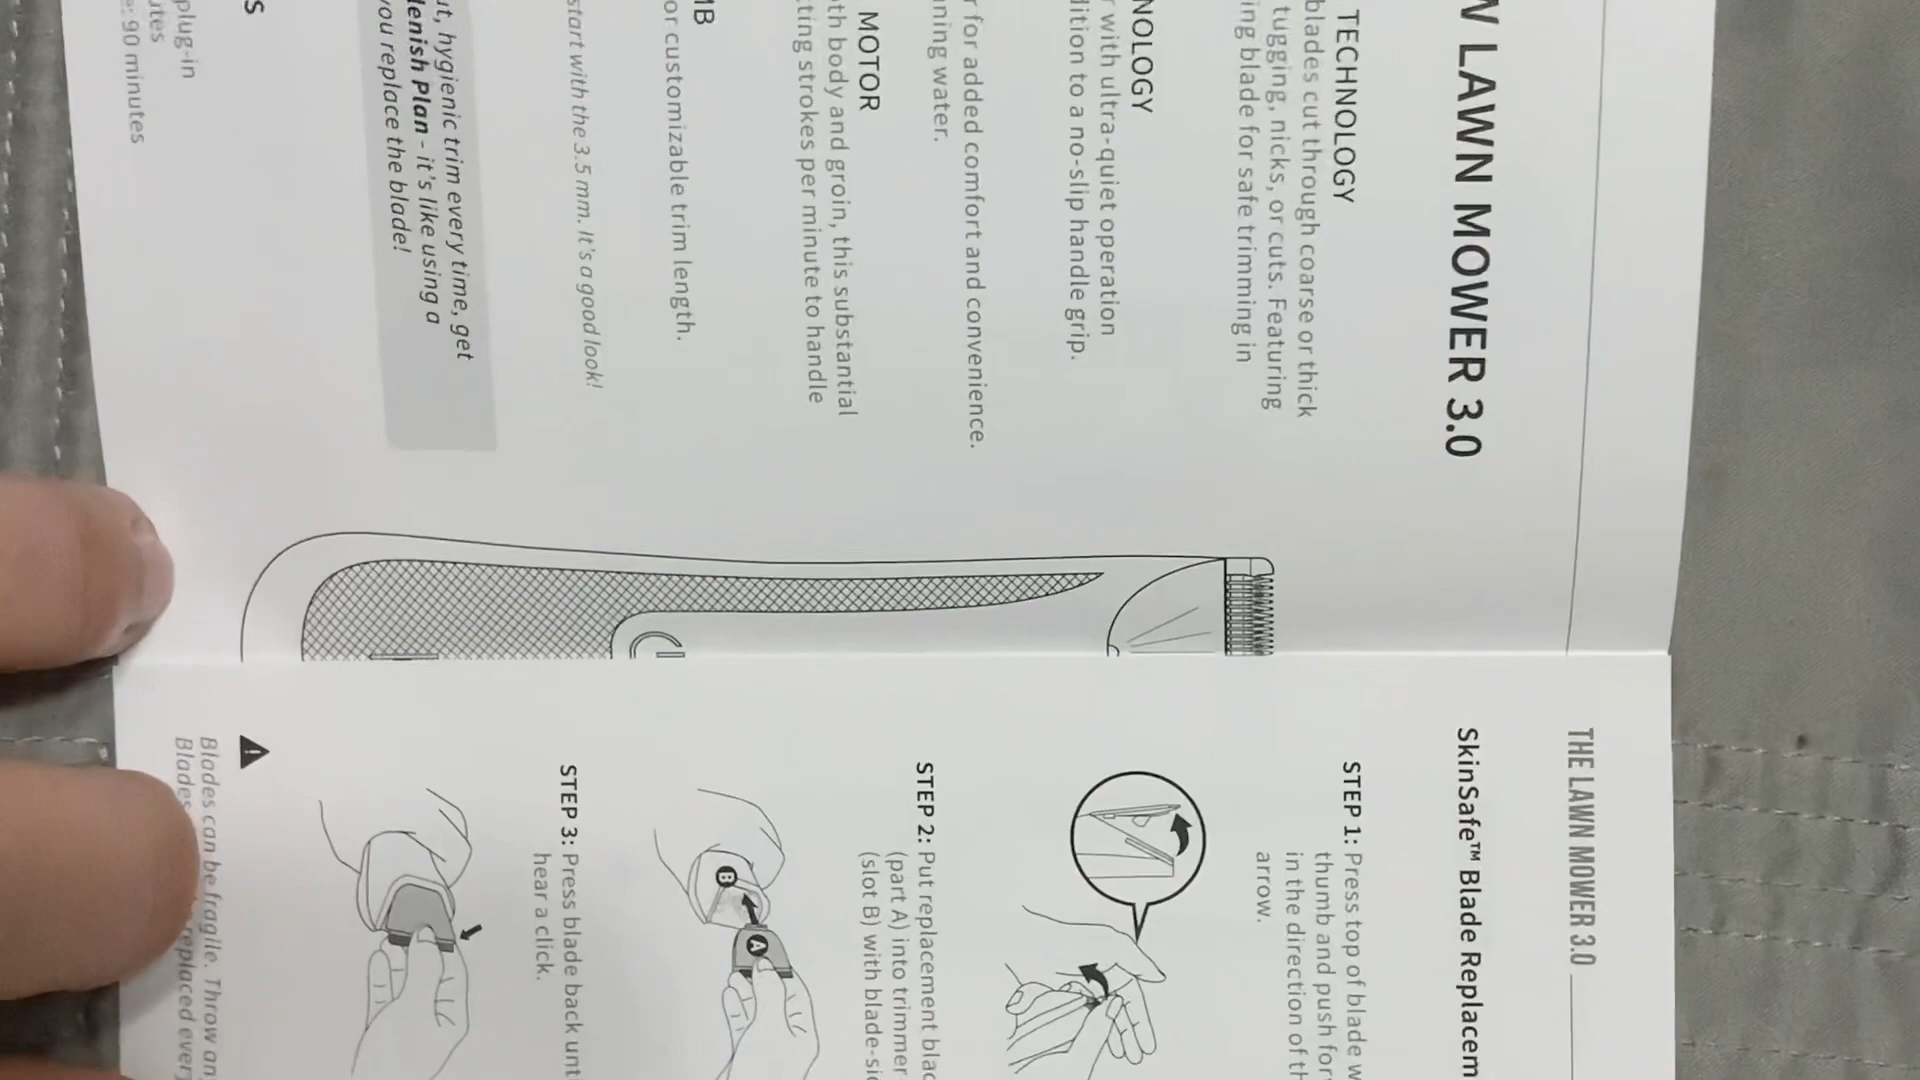 LAWN MOWER 3.0
TECHNOLOGY
blades cut through coarse or thick
tugging, nicks, or cuts. Featuring
ing blade for safe trimming in
NOLOGY
with ultra-quiet operation
dition to a no-slip handle grip.
for added comfort and convenience.
nning water.
MOTOR
oth body and groin, this substantial
tting strokes per minute to handle
MB
or customizable trim length.
start with the 3.5 mm. It's a good look!
ut, hygienic trim every time, get
lenish Plan - it's like using a
you replace the blade!
S
plug-in
utes
e: 90 minutes
THE LAWN MOWER 3.0
SkinSafe™ Blade Replacem
STEP 1: Press top of blade w
thumb and push for
in the direction of th
arrow.
STEP 2: Put replacement blad
(part A) into trimmer
(slot B) with blade-sid
B
A
STEP 3: Press blade back unt
hear a click.
Blades can be fragile. Throw an
Blades replaced every